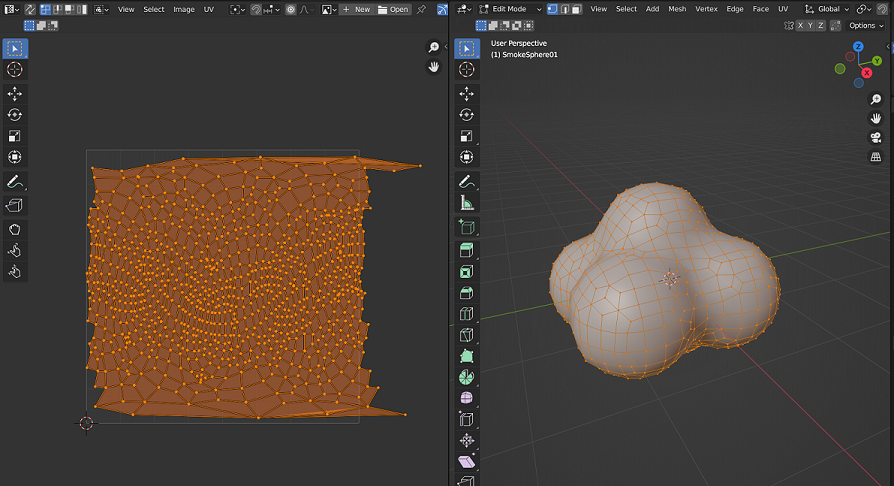 View Select Image UV
New
Open
Edit Mode
View Select Add Mesh Vertex Edge Face UV
Global
X Y Z
Options
User Perspective
(1) SmokeSphere01
Z
Y
X